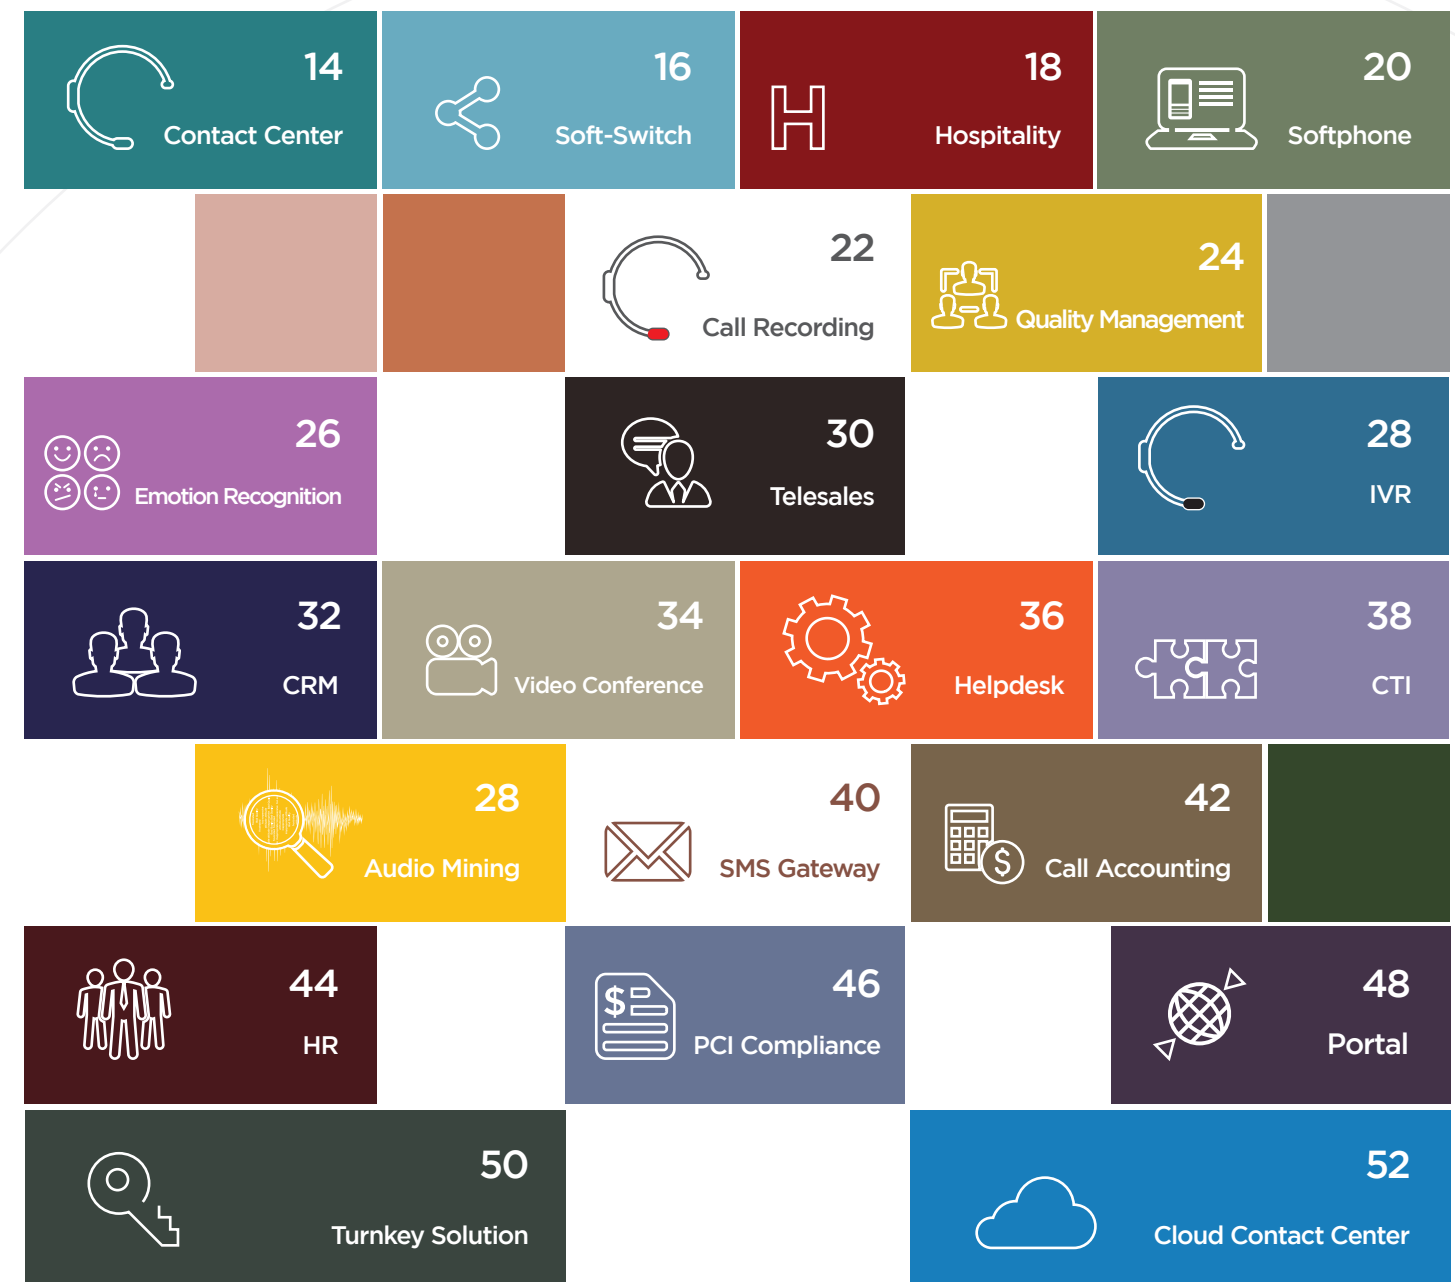 14
Contact Center
16
Soft-Switch
18
Hospitality
20
Softphone
22
Call Recording
24
Quality Management
26
Emotion Recognition
30
Telesales
28
IVR
32
CRM
34
Video Conference
36
Helpdesk
38
CTI
28
Audio Mining
40
SMS Gateway
42
Call Accounting
$
44
HR
$
46
PCI Compliance
48
Portal
50
Turnkey Solution
52
Cloud Contact Center